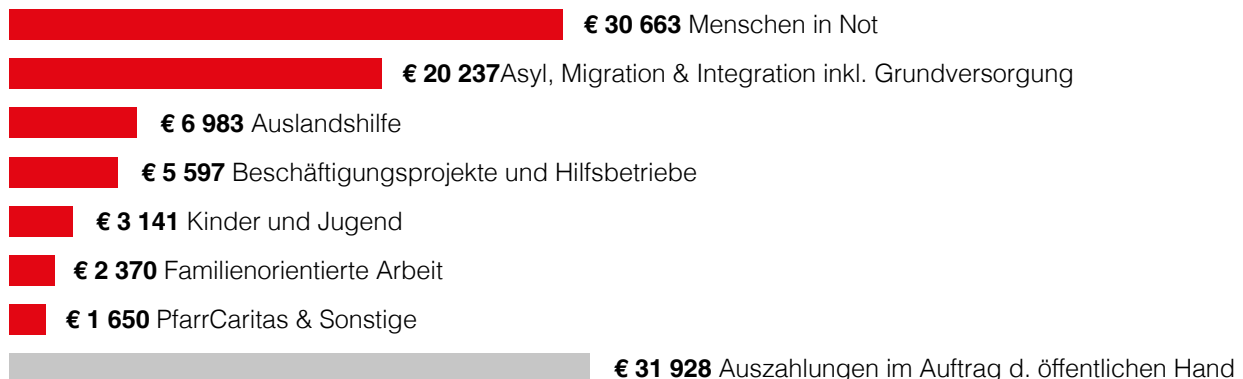 € 30 663 Menschen in Not
€ 20 237Asyl, Migration & Integration inkl. Grundversorgung
€ 6 983 Auslandshilfe
€ 5 597 Beschäftigungsprojekte und Hilfsbetriebe
€ 3 141 Kinder und Jugend
€ 2 370 Familienorientierte Arbeit
€ 1 650 PfarrCaritas & Sonstige
€ 31 928 Auszahlungen im Auftrag d. öffentlichen Hand